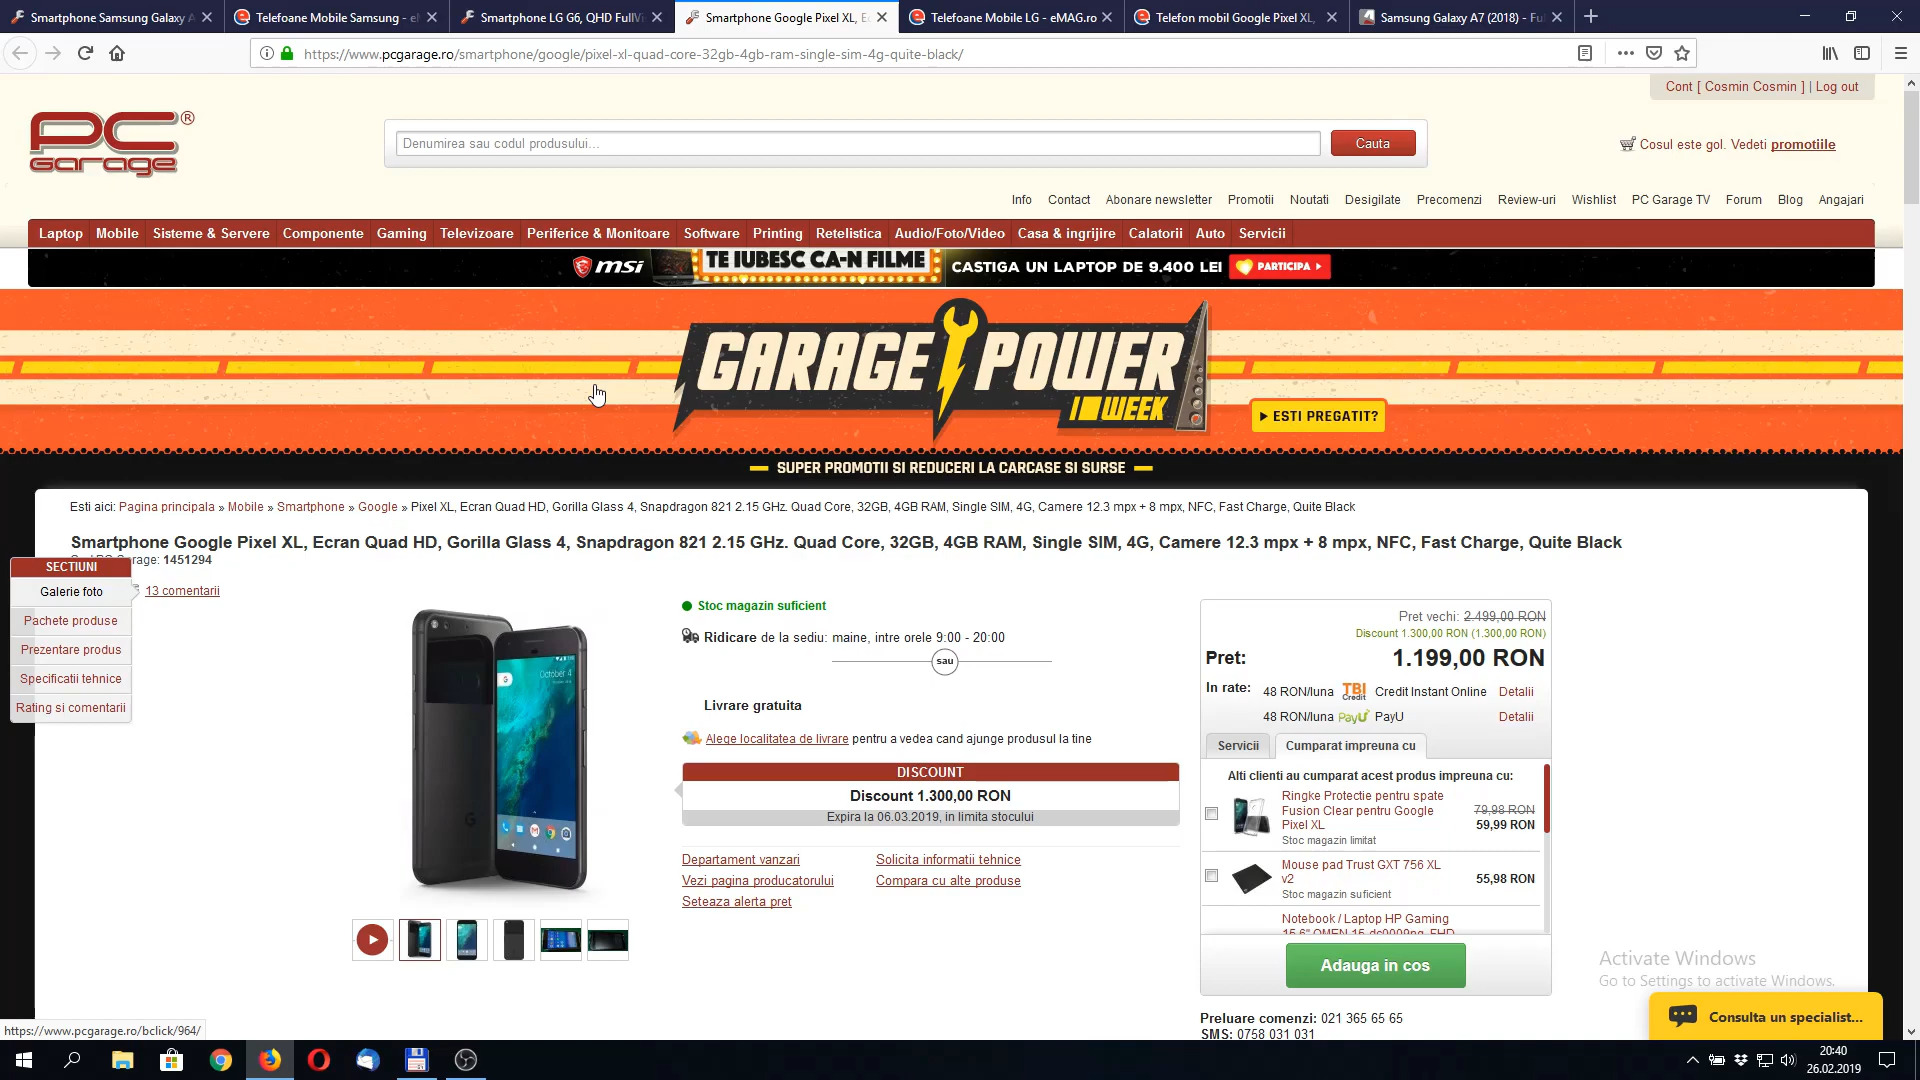 Smartphone Samsung Galaxy A
Telefoane Mobile Samsung - eM
Smartphone LG G6, QHD FullVi
Smartphone Google Pixel XL, Ec
Telefoane Mobile LG - eMAG.ro
Telefon mobil Google Pixel XL,
Samsung Galaxy A7 (2018) - Ful
https://www.pcgarage.ro/smartphone/google/pixel-xl-quad-core-32gb-4gb-ram-single-sim-4g-quite-black/
Cont [ Cosmin Cosmin ] | Log out
PC Garage ®
Denumirea sau codul produsului...
Cauta
Cosul este gol. Vedeti promotiile
Info Contact Abonare newsletter Promotii Noutati Desigilate Precomenzi Review-uri Wishlist PC Garage TV Forum Blog Angajari
Laptop Mobile Sisteme & Servere Componente Gaming Televizoare Periferice & Monitoare Software Printing Retelistica Audio/Foto/Video Casa & ingrijire Calatorii Auto Servicii
msi TE IUBESC CA-N FILME CASTIGA UN LAPTOP DE 9.400 LEI PARTICIPA
GARAGE POWER
WEEK
ESTI PREGATIT?
SUPER PROMOTII SI REDUCERI LA CARCASE SI SURSE
Esti aici: Pagina principala » Mobile » Smartphone » Google » Pixel XL, Ecran Quad HD, Gorilla Glass 4, Snapdragon 821 2.15 GHz. Quad Core, 32GB, 4GB RAM, Single SIM, 4G, Camere 12.3 mpx + 8 mpx, NFC, Fast Charge, Quite Black
Smartphone Google Pixel XL, Ecran Quad HD, Gorilla Glass 4, Snapdragon 821 2.15 GHz. Quad Core, 32GB, 4GB RAM, Single SIM, 4G, Camere 12.3 mpx + 8 mpx, NFC, Fast Charge, Quite Black
1451294
13 comentarii
SECTIUNI
Galerie foto
Pachete produse
Prezentare produs
Specificatii tehnice
Rating si comentarii
October 4
Stoc magazin suficient
Ridicare de la sediu: maine, intre orele 9:00 - 20:00
sau
Livrare gratuita
Alege localitatea de livrare pentru a vedea cand ajunge produsul la tine
DISCOUNT
Discount 1.300,00 RON
Expira la 06.03.2019, in limita stocului
Departament vanzari Solicita informatii tehnice
Vezi pagina producatorului Compara cu alte produse
Seteaza alerta pret
Pret vechi: 2.499,00 RON
Discount 1.300,00 RON (1.300,00 RON)
Pret: 1.199,00 RON
In rate: 48 RON/luna TBI Credit Credit Instant Online Detalii
48 RON/luna PayU PayU Detalii
Servicii Cumparat impreuna cu
Alti clienti au cumparat acest produs impreuna cu:
Ringke Protectie pentru spate
Fusion Clear pentru Google
Pixel XL
79,98 RON
59,99 RON
Stoc magazin limitat
Mouse pad Trust GXT 756 XL
v2
55,98 RON
Stoc magazin suficient
Notebook / Laptop HP Gaming
15.6" OMEN 15-dc0009nq, FHD
Adauga in cos
Preluare comenzi: 021 365 65 65
SMS: 0758 031 031
Activate Windows
Go to Settings to activate Windows.
Consulta un specialist...
https://www.pcgarage.ro/bclick/964/
20:40
26.02.2019